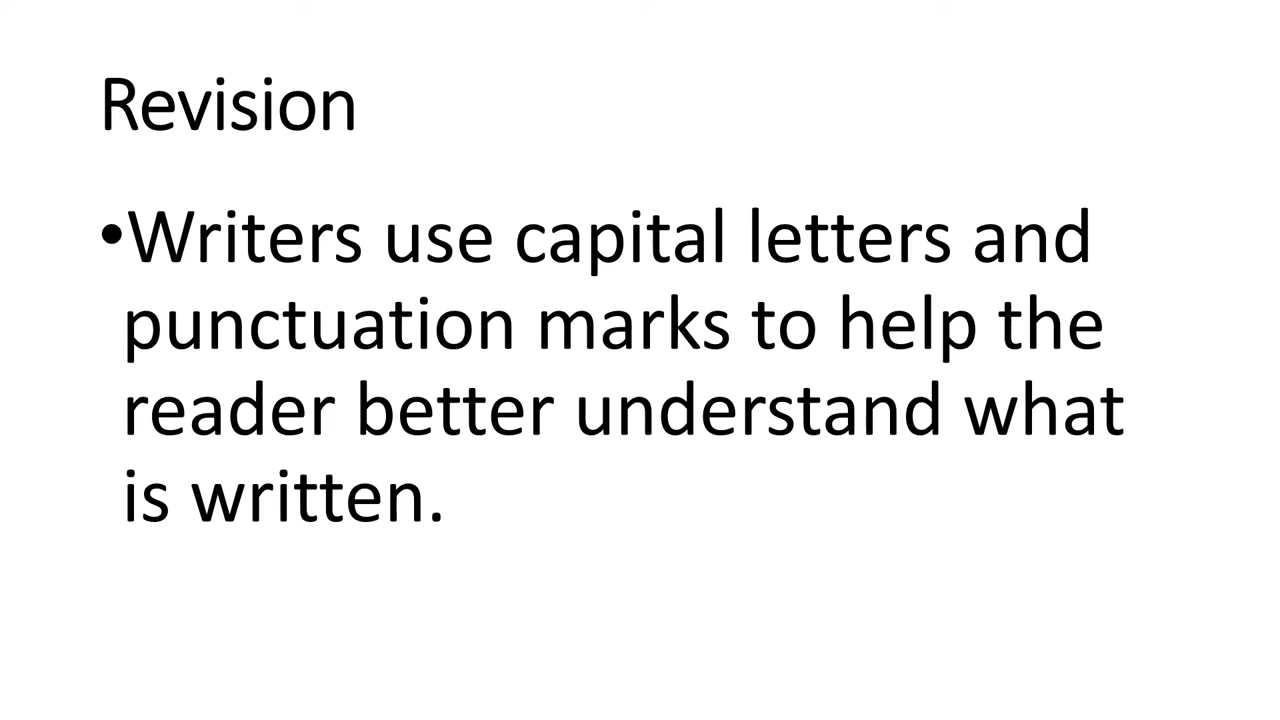 Revision
•Writers use capital letters and
punctuation marks to help the
reader better understand what
is written.